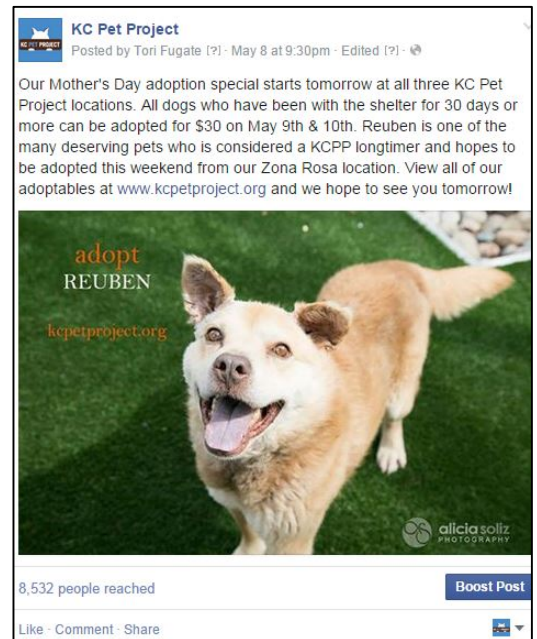 KC PET PROJECT
KC Pet Project
Posted by Tori Fugate [?] · May 8 at 9:30pm · Edited [?] ·
Our Mother's Day adoption special starts tomorrow at all three KC Pet
Project locations. All dogs who have been with the shelter for 30 days or
more can be adopted for $30 on May 9th & 10th. Reuben is one of the
many deserving pets who is considered a KCPP longtimer and hopes to
be adopted this weekend from our Zona Rosa location. View all of our
adoptables at www.kcpetproject.org and we hope to see you tomorrow!
adopt
REUBEN
kcpetproject.org
alicia soliz
PHOTOGRAPHY
8,532 people reached
Boost Post
Like · Comment · Share